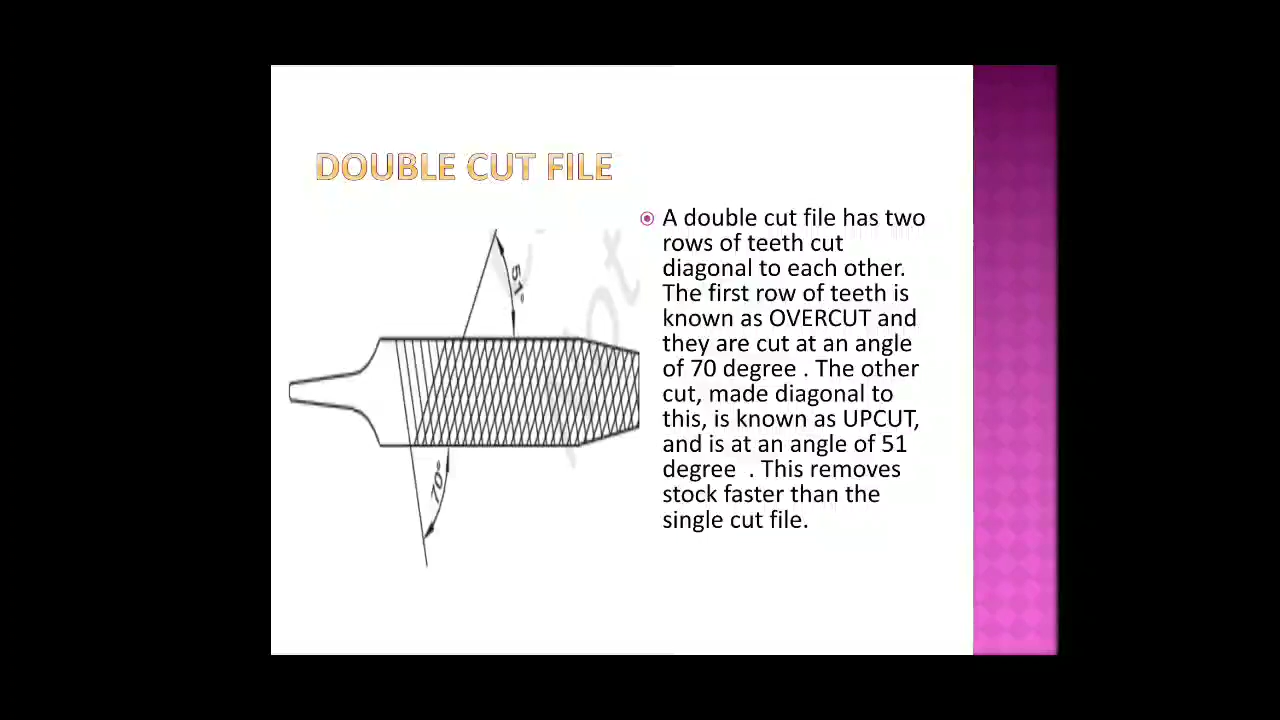 DOUBLE CUT FILE
51°
70°
A double cut file has two
rows of teeth cut
diagonal to each other.
The first row of teeth is
known as OVERCUT and
they are cut at an angle
of 70 degree . The other
cut, made diagonal to
this, is known as UPCUT,
and is at an angle of 51
degree  . This removes
stock faster than the
single cut file.